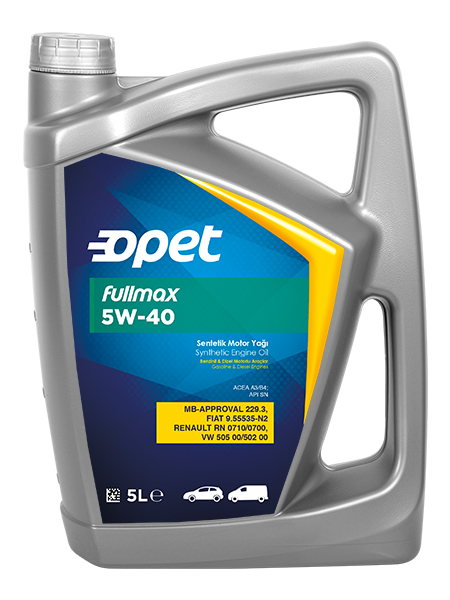 opet
fullmax
5W-40
Sentetik Motor Yağı
Synthetic Engine Oil
Benzinli & Dizel Motorlu Araçlar
Gasoline & Diesel Engines
ACEA A3/B4;
API SN
MB-APPROVAL 229.3,
FIAT 9.55535-N2
RENAULT RN 0710/0700,
VW 505 00/502 00
5L℮